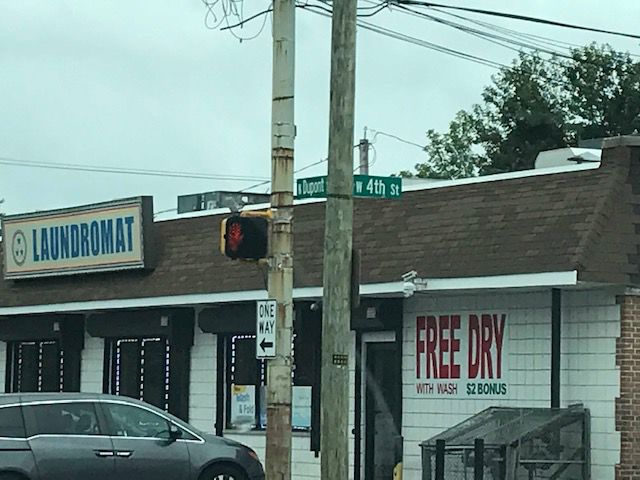 N Dupont
W 4th St
LAUNDROMAT
ONE
WAY
FREE DRY
WITH WASH $2 BONUS
Wash
& Fold